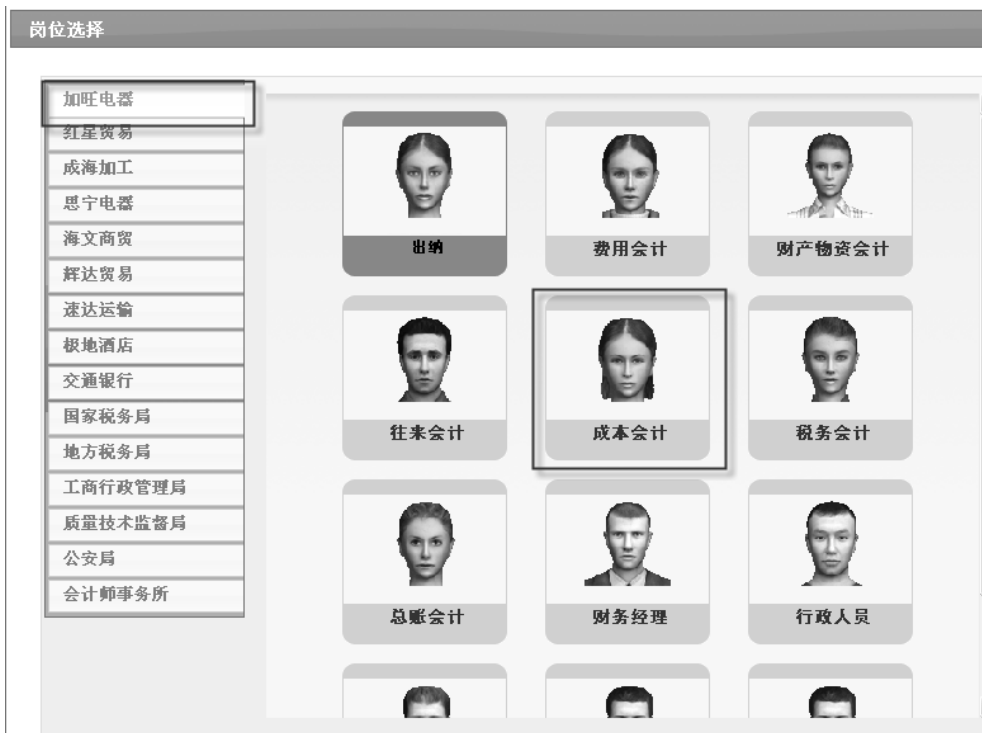 岗位选择
加旺电器
红星贸易
成海加工
思宁电器
海文商贸
辉达贸易
速达运输
极地酒店
交通银行
国家税务局
地方税务局
工商行政管理局
质量技术监督局
公安局
会计师事务所
出纳
费用会计
财产物资会计
往来会计
成本会计
税务会计
总账会计
财务经理
行政人员